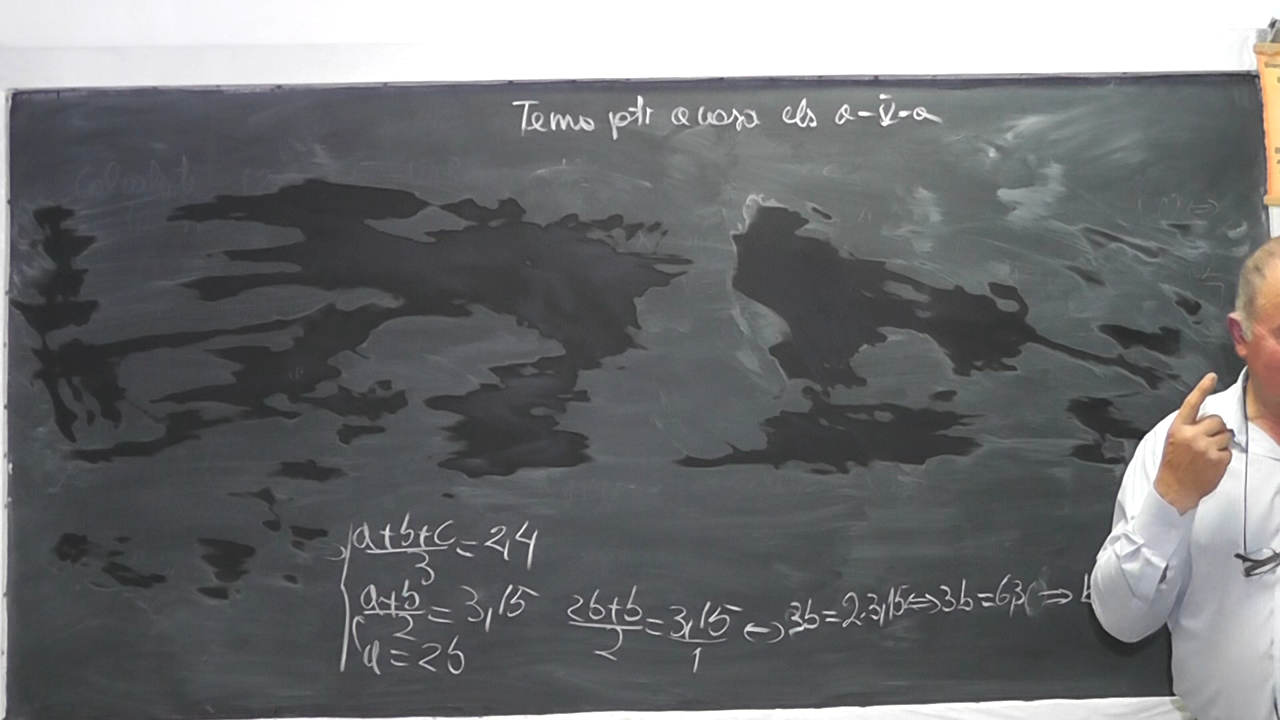 Tema ptr acasa cls a-V-a
a+b+c/3 = 2,4
a+b/2 = 3,15 2b+b/2 = 3,15/1 ⇔ 3b=2·3,15 ⇔ 3b=6,30 ⇒ b
a=2b